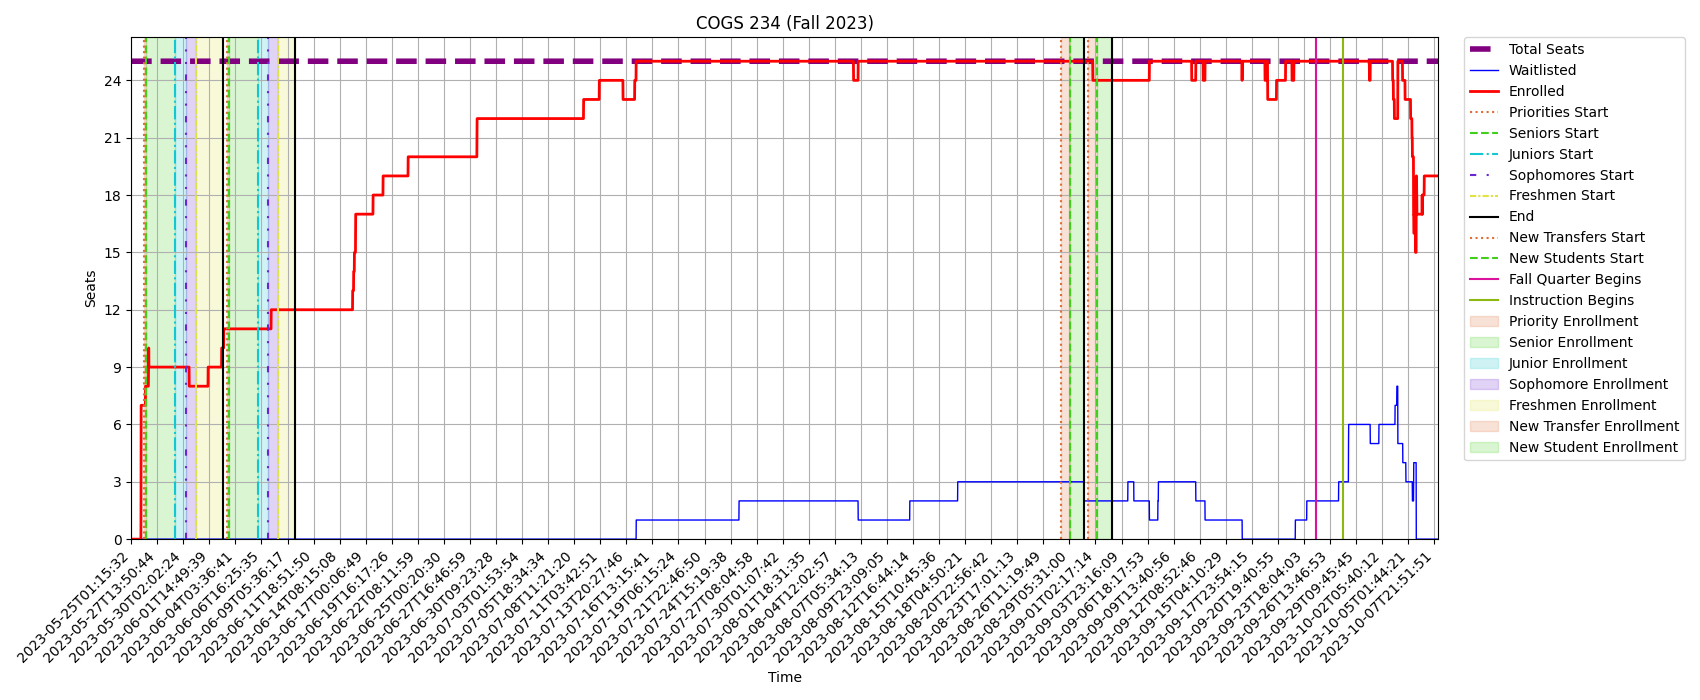 COGS 234 (Fall 2023)
Seats
24
21
18
15
12
9
6
3
0
2023-05-25T01:15:32
2023-05-27T13:50:44
2023-05-30T02:02:24
2023-06-01T14:49:39
2023-06-04T03:36:41
2023-06-06T16:25:35
2023-06-09T05:36:17
2023-06-11T18:51:50
2023-06-14T08:15:08
2023-06-17T00:06:49
2023-06-19T16:17:26
2023-06-22T08:11:59
2023-06-25T00:20:30
2023-06-27T16:46:59
2023-06-30T09:23:28
2023-07-03T01:53:54
2023-07-05T18:34:34
2023-07-08T11:21:20
2023-07-11T03:42:51
2023-07-13T20:27:46
2023-07-16T13:15:41
2023-07-19T06:15:24
2023-07-21T22:46:50
2023-07-24T15:19:38
2023-07-27T08:04:58
2023-07-30T01:07:42
2023-08-01T18:31:35
2023-08-04T12:02:57
2023-08-07T05:34:13
2023-08-09T23:09:05
2023-08-12T16:44:14
2023-08-15T10:45:36
2023-08-18T04:50:21
2023-08-20T22:56:42
2023-08-23T17:01:13
2023-08-26T11:19:49
2023-08-29T05:31:00
2023-09-01T02:17:14
2023-09-03T23:16:09
2023-09-06T18:17:53
2023-09-09T13:40:56
2023-09-12T08:52:46
2023-09-15T04:10:29
2023-09-17T23:54:15
2023-09-20T19:40:55
2023-09-23T18:04:03
2023-09-26T13:46:53
2023-09-29T09:45:45
2023-10-02T05:40:12
2023-10-05T01:44:21
2023-10-07T21:51:51
Time
Total Seats
Waitlisted
Enrolled
Priorities Start
Seniors Start
Juniors Start
Sophomores Start
Freshmen Start
End
New Transfers Start
New Students Start
Fall Quarter Begins
Instruction Begins
Priority Enrollment
Senior Enrollment
Junior Enrollment
Sophomore Enrollment
Freshmen Enrollment
New Transfer Enrollment
New Student Enrollment